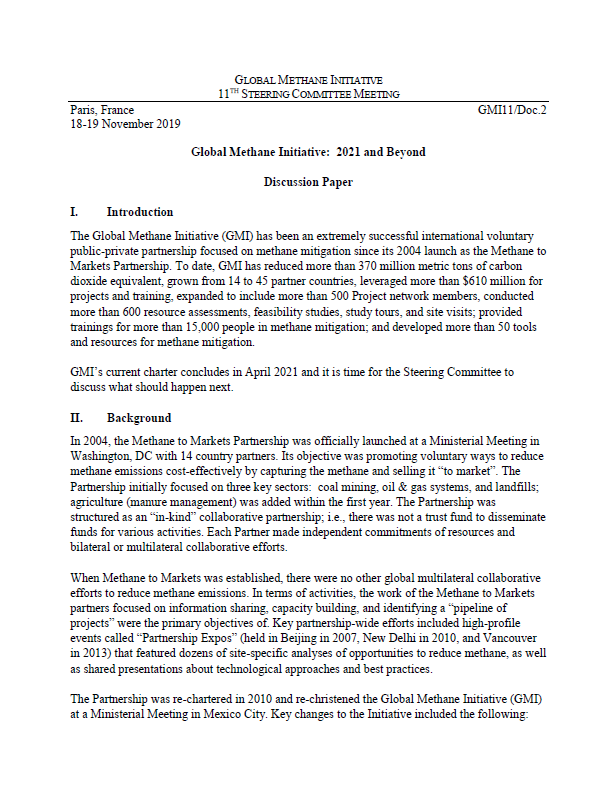 GLOBAL METHANE INITIATIVE
11TH STEERING COMMITTEE MEETING
Paris, France GMI11/Doc.2
18-19 November 2019
Global Methane Initiative: 2021 and Beyond
Discussion Paper
I. Introduction
The Global Methane Initiative (GMI) has been an extremely successful international voluntary
public-private partnership focused on methane mitigation since its 2004 launch as the Methane to
Markets Partnership. To date, GMI has reduced more than 370 million metric tons of carbon
dioxide equivalent, grown from 14 to 45 partner countries, leveraged more than $610 million for
projects and training, expanded to include more than 500 Project network members, conducted
more than 600 resource assessments, feasibility studies, study tours, and site visits; provided
trainings for more than 15,000 people in methane mitigation; and developed more than 50 tools
and resources for methane mitigation.
GMI's current charter concludes in April 2021 and it is time for the Steering Committee to
discuss what should happen next.
II. Background
In 2004, the Methane to Markets Partnership was officially launched at a Ministerial Meeting in
Washington, DC with 14 country partners. Its objective was promoting voluntary ways to reduce
methane emissions cost-effectively by capturing the methane and selling it "to market". The
Partnership initially focused on three key sectors: coal mining, oil & gas systems, and landfills;
agriculture (manure management) was added within the first year. The Partnership was
structured as an "in-kind" collaborative partnership; i.e., there was not a trust fund to disseminate
funds for various activities. Each Partner made independent commitments of resources and
bilateral or multilateral collaborative efforts.
When Methane to Markets was established, there were no other global multilateral collaborative
efforts to reduce methane emissions. In terms of activities, the work of the Methane to Markets
partners focused on information sharing, capacity building, and identifying a "pipeline of
projects" were the primary objectives of. Key partnership-wide efforts included high-profile
events called "Partnership Expos" (held in Beijing in 2007, New Delhi in 2010, and Vancouver
in 2013) that featured dozens of site-specific analyses of opportunities to reduce methane, as well
as shared presentations about technological approaches and best practices.
The Partnership was re-chartered in 2010 and re-christened the Global Methane Initiative (GMI)
at a Ministerial Meeting in Mexico City. Key changes to the Initiative included the following: